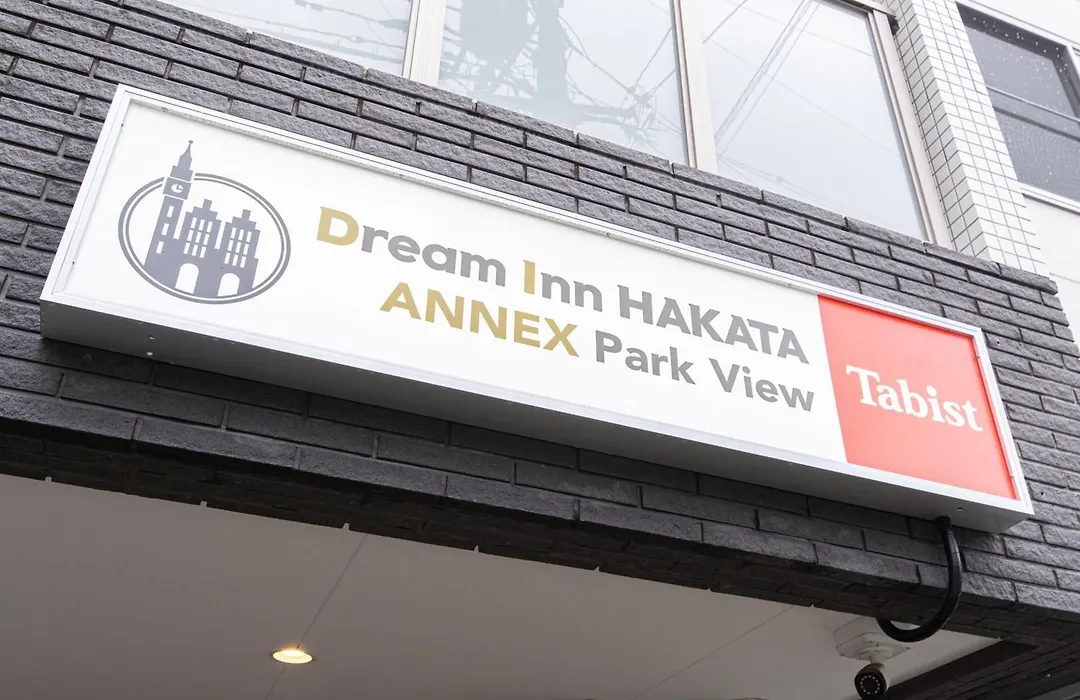 Dream Inn HAKATA
ANNEX Park View
Tabist